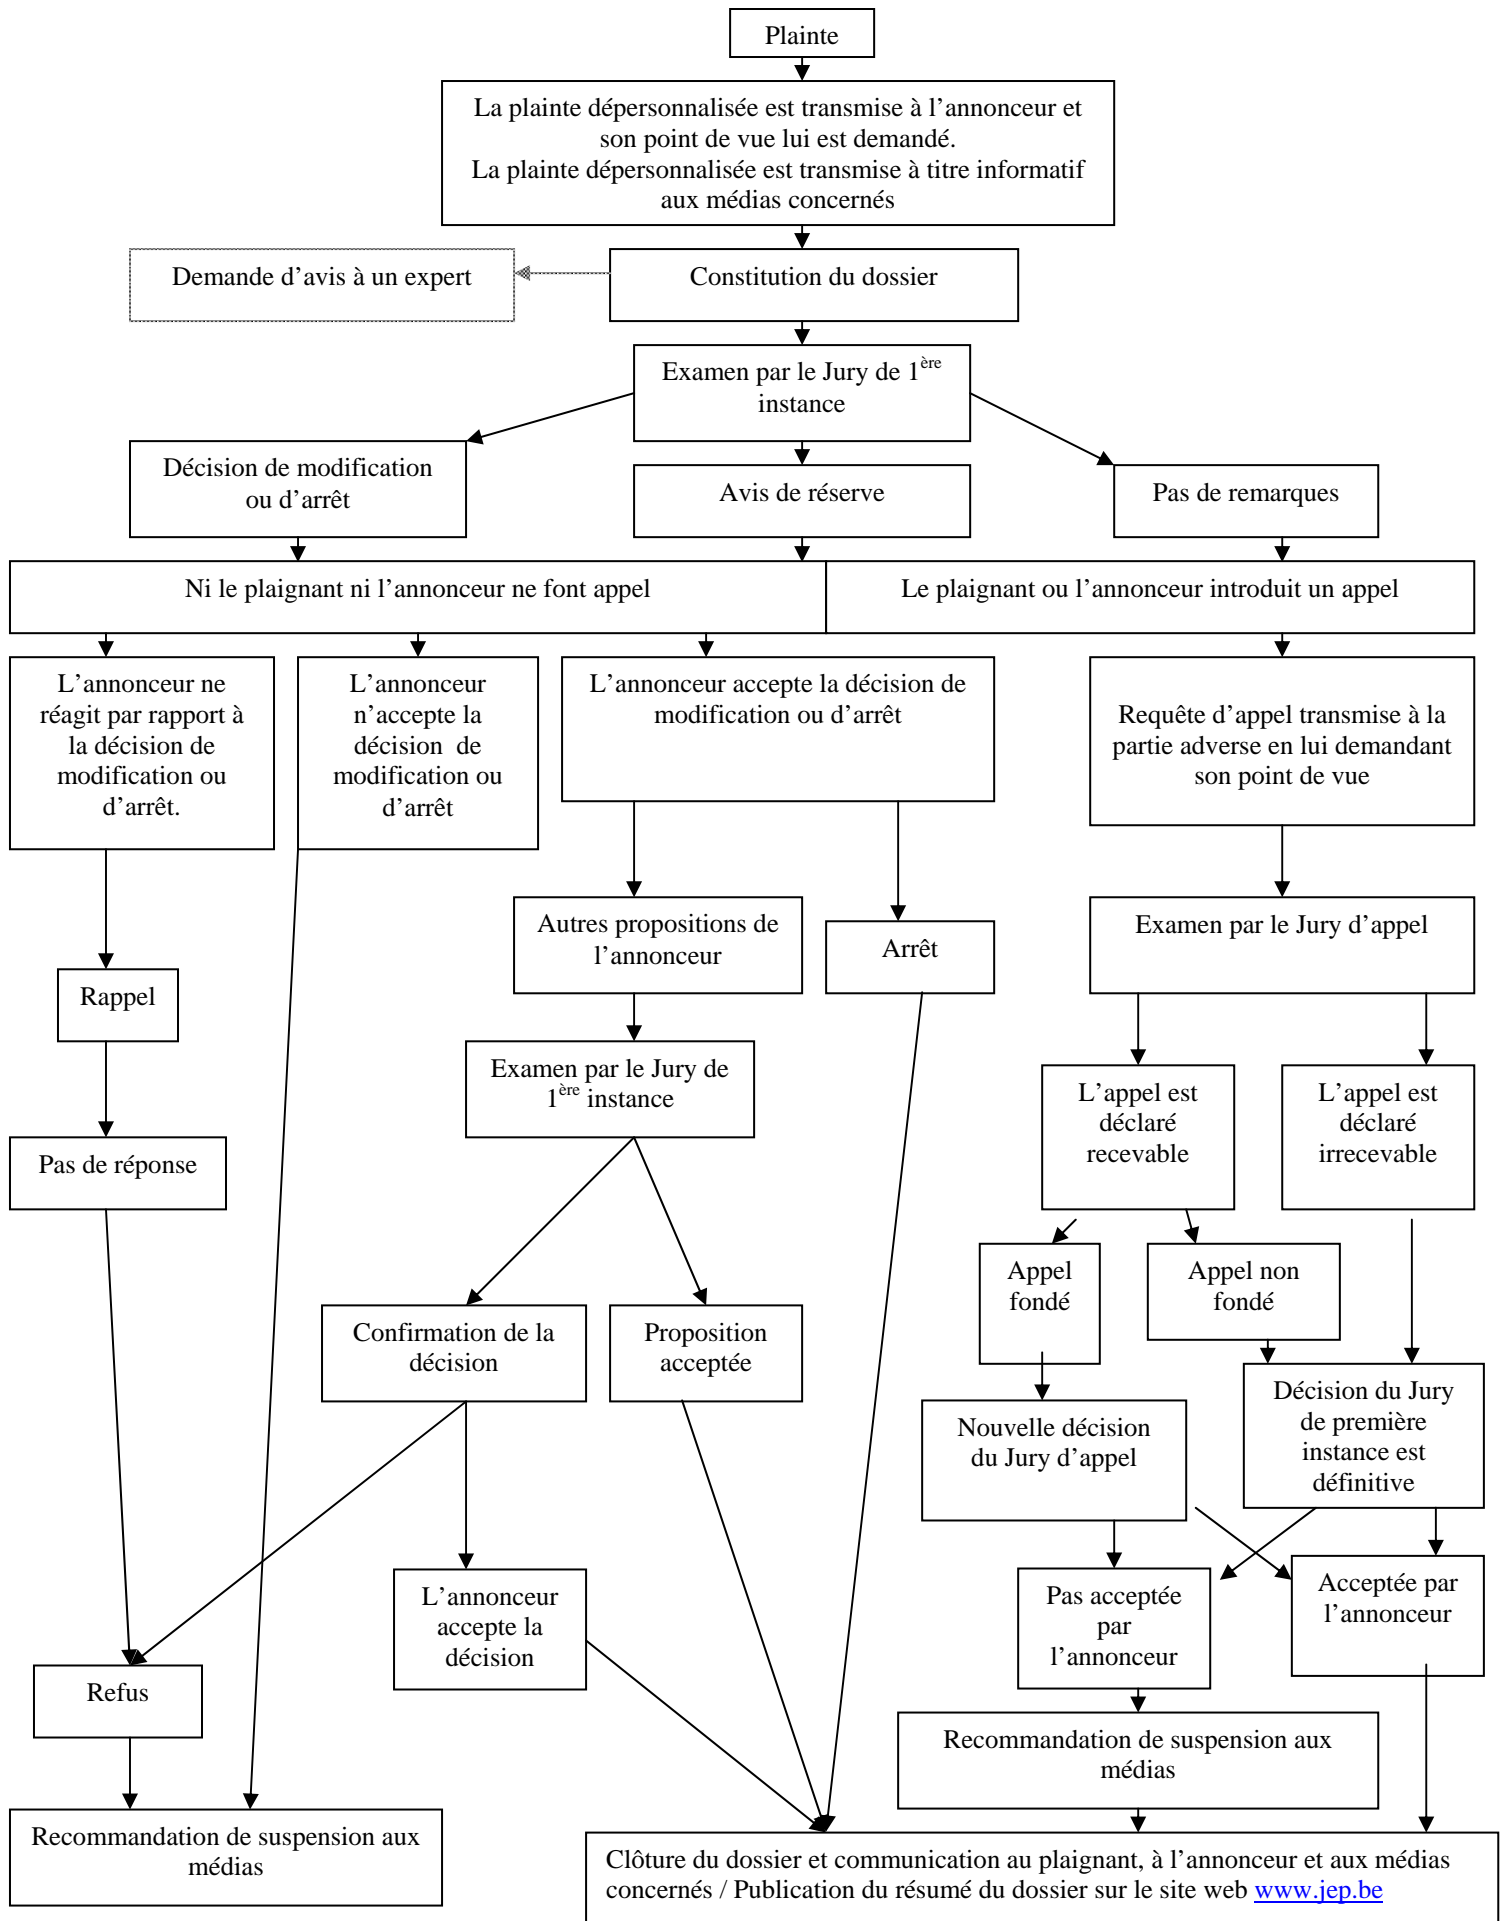 Plainte
La plainte dépersonnalisée est transmise à l’annonceur et
son point de vue lui est demandé.
La plainte dépersonnalisée est transmise à titre informatif
aux médias concernés
Demande d’avis à un expert
Constitution du dossier
Examen par le Jury de 1ère
instance
Décision de modification
ou d’arrêt
Avis de réserve
Pas de remarques
Ni le plaignant ni l’annonceur ne font appel
Le plaignant ou l’annonceur introduit un appel
L’annonceur ne
réagit par rapport à
la décision de
modification ou
d’arrêt.
L’annonceur
n’accepte la
décision de
modification ou
d’arrêt
L’annonceur accepte la décision de
modification ou d’arrêt
Requête d’appel transmise à la
partie adverse en lui demandant
son point de vue
Autres propositions de
l’annonceur
Arrêt
Examen par le Jury d’appel
Rappel
Examen par le Jury de
1ère instance
L’appel est
déclaré
recevable
L’appel est
déclaré
irrecevable
Pas de réponse
Appel
fondé
Appel non
fondé
Confirmation de la
décision
Proposition
acceptée
Décision du Jury
de première
instance est
définitive
Nouvelle décision
du Jury d’appel
L’annonceur
accepte la
décision
Pas acceptée
par
l’annonceur
Acceptée par
l’annonceur
Refus
Recommandation de suspension aux
médias
Recommandation de suspension aux
médias
Clôture du dossier et communication au plaignant, à l’annonceur et aux médias
concernés / Publication du résumé du dossier sur le site web www.jep.be